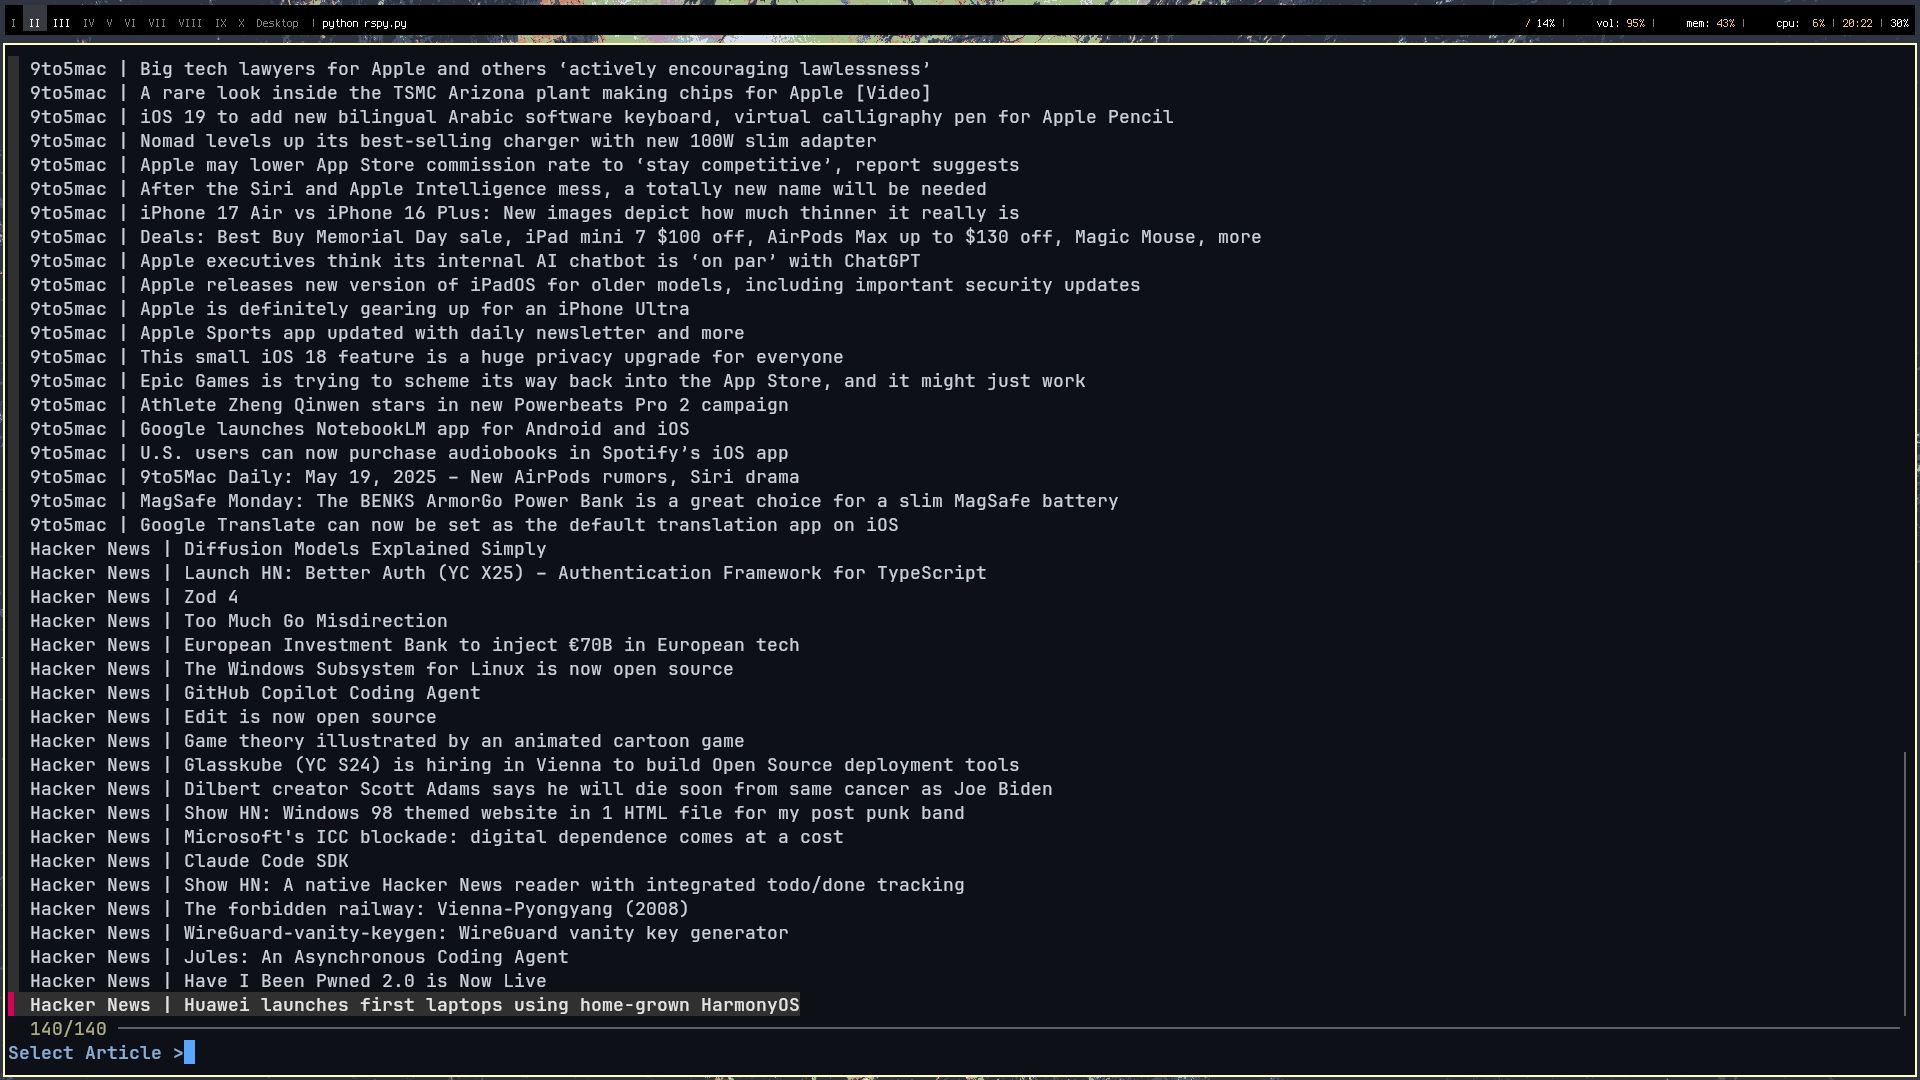 I II III IV V VI VII VIII IX X Desktop | python rspy.py / 14% | vol: 95% | mem: 43% | cpu: 6% | 20:22 | 30%
9to5mac | Big tech lawyers for Apple and others ‘actively encouraging lawlessness’
9to5mac | A rare look inside the TSMC Arizona plant making chips for Apple [Video]
9to5mac | iOS 19 to add new bilingual Arabic software keyboard, virtual calligraphy pen for Apple Pencil
9to5mac | Nomad levels up its best-selling charger with new 100W slim adapter
9to5mac | Apple may lower App Store commission rate to ‘stay competitive’, report suggests
9to5mac | After the Siri and Apple Intelligence mess, a totally new name will be needed
9to5mac | iPhone 17 Air vs iPhone 16 Plus: New images depict how much thinner it really is
9to5mac | Deals: Best Buy Memorial Day sale, iPad mini 7 $100 off, AirPods Max up to $130 off, Magic Mouse, more
9to5mac | Apple executives think its internal AI chatbot is ‘on par’ with ChatGPT
9to5mac | Apple releases new version of iPadOS for older models, including important security updates
9to5mac | Apple is definitely gearing up for an iPhone Ultra
9to5mac | Apple Sports app updated with daily newsletter and more
9to5mac | This small iOS 18 feature is a huge privacy upgrade for everyone
9to5mac | Epic Games is trying to scheme its way back into the App Store, and it might just work
9to5mac | Athlete Zheng Qinwen stars in new Powerbeats Pro 2 campaign
9to5mac | Google launches NotebookLM app for Android and iOS
9to5mac | U.S. users can now purchase audiobooks in Spotify’s iOS app
9to5mac | 9to5Mac Daily: May 19, 2025 – New AirPods rumors, Siri drama
9to5mac | MagSafe Monday: The BENKS ArmorGo Power Bank is a great choice for a slim MagSafe battery
9to5mac | Google Translate can now be set as the default translation app on iOS
Hacker News | Diffusion Models Explained Simply
Hacker News | Launch HN: Better Auth (YC X25) – Authentication Framework for TypeScript
Hacker News | Zod 4
Hacker News | Too Much Go Misdirection
Hacker News | European Investment Bank to inject €70B in European tech
Hacker News | The Windows Subsystem for Linux is now open source
Hacker News | GitHub Copilot Coding Agent
Hacker News | Edit is now open source
Hacker News | Game theory illustrated by an animated cartoon game
Hacker News | Glasskube (YC S24) is hiring in Vienna to build Open Source deployment tools
Hacker News | Dilbert creator Scott Adams says he will die soon from same cancer as Joe Biden
Hacker News | Show HN: Windows 98 themed website in 1 HTML file for my post punk band
Hacker News | Microsoft's ICC blockade: digital dependence comes at a cost
Hacker News | Claude Code SDK
Hacker News | Show HN: A native Hacker News reader with integrated todo/done tracking
Hacker News | The forbidden railway: Vienna-Pyongyang (2008)
Hacker News | WireGuard-vanity-keygen: WireGuard vanity key generator
Hacker News | Jules: An Asynchronous Coding Agent
Hacker News | Have I Been Pwned 2.0 is Now Live
Hacker News | Huawei launches first laptops using home-grown HarmonyOS
140/140
Select Article >